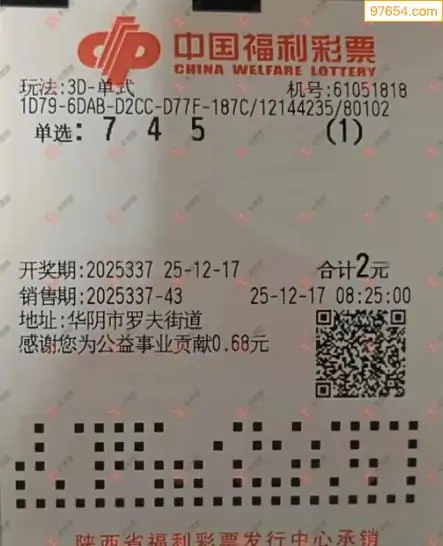 97654.com
中国福利彩票
CHINA WELFARE LOTTERY
玩法:3D-单式 机号:61051818
1D79-6DAB-D2CC-D77F-187C/12144235/80102
单选: 7 4 5 (1)
开奖期:2025337 25-12-17 合计2元
销售期:2025337-43 25-12-17 08:25:00
地址:华阴市罗夫街道
感谢您为公益事业贡献0.68元
陕西省福利彩票发行中心承销